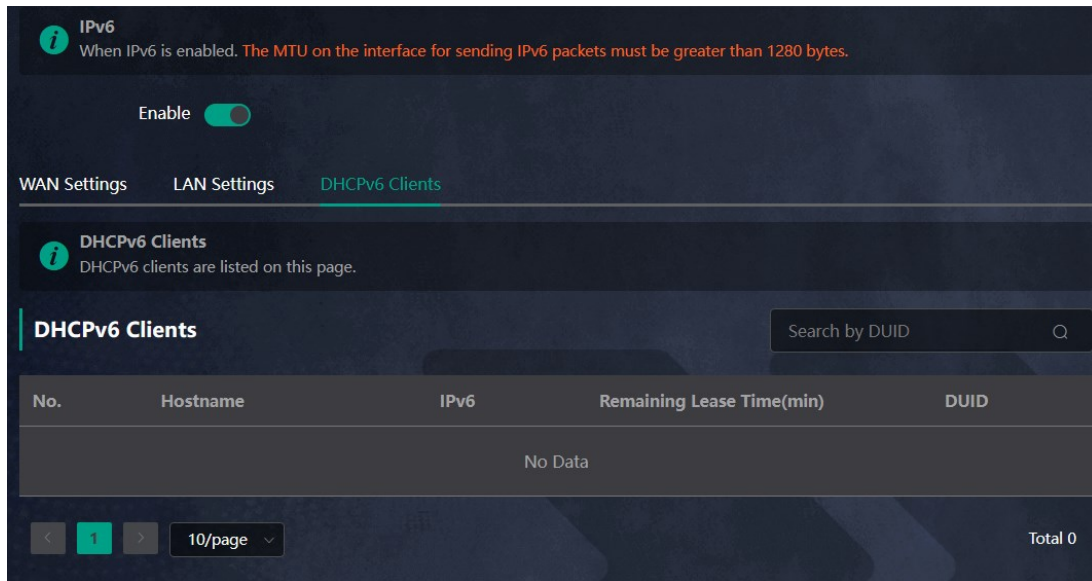 IPv6
When IPv6 is enabled. The MTU on the interface for sending IPv6 packets must be greater than 1280 bytes.
Enable
WAN Settings LAN Settings DHCPv6 Clients
DHCPv6 Clients
DHCPv6 clients are listed on this page.
DHCPv6 Clients Search by DUID
No. Hostname IPv6 Remaining Lease Time(min) DUID
No Data
1 10/page Total 0